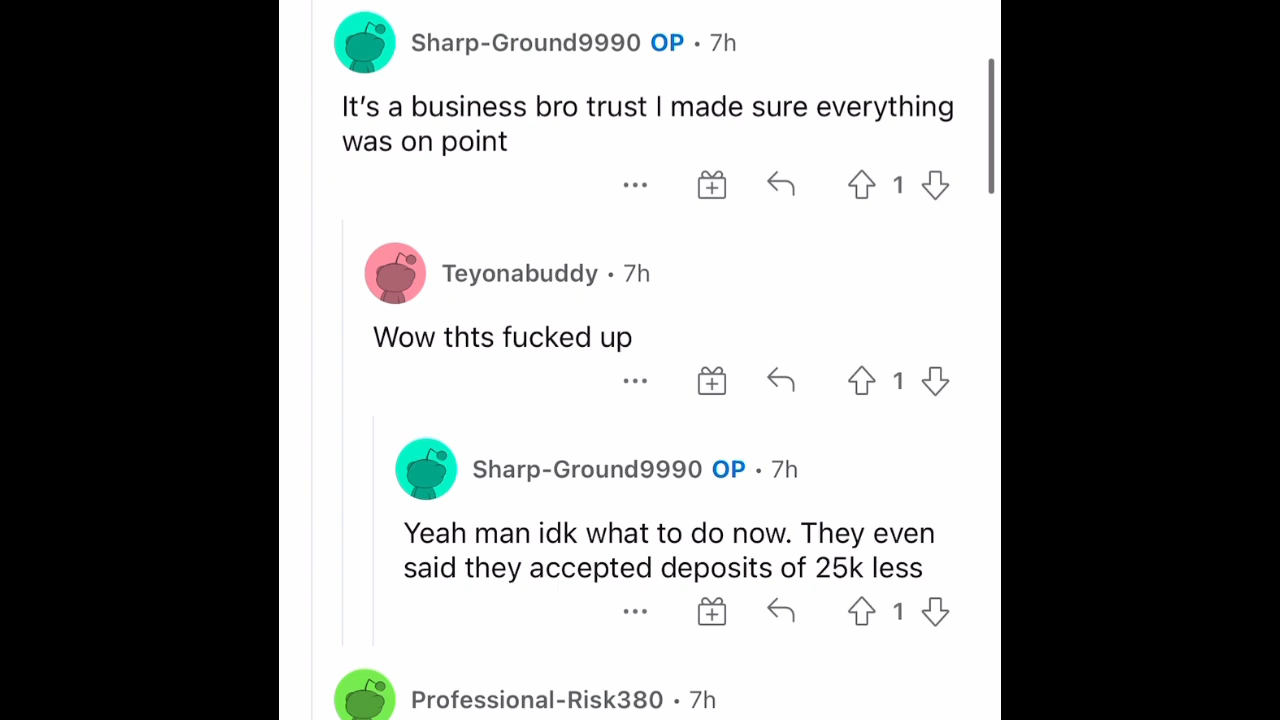 Sharp-Ground9990 OP · 7h
It's a business bro trust I made sure everything
was on point
1
Teyonabuddy · 7h
Wow thts fucked up
1
Sharp-Ground9990 OP · 7h
Yeah man idk what to do now. They even
said they accepted deposits of 25k less
1
Professional-Risk380 · 7h